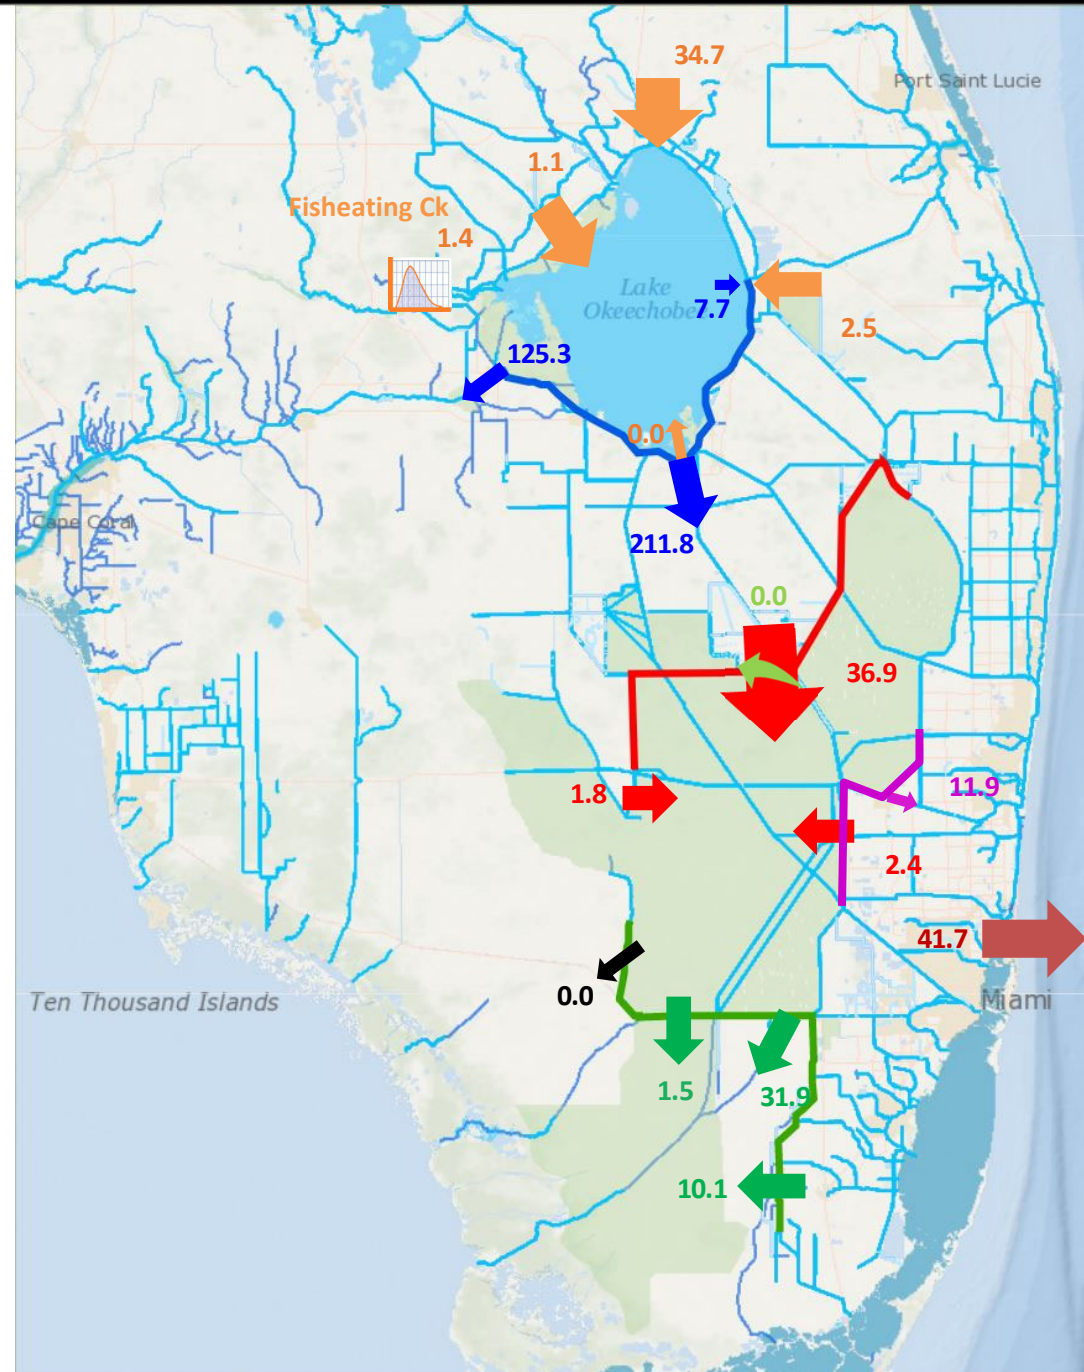 34.7
Port Saint Lucie
1.1
Fisheating Ck
1.4
Lake
Okeechobe
7.7
2.5
125.3
0.0
Cape Coral
211.8
0.0
36.9
1.8
11.9
2.4
41.7
0.0
Ten Thousand Islands
Miami
1.5
31.9
10.1